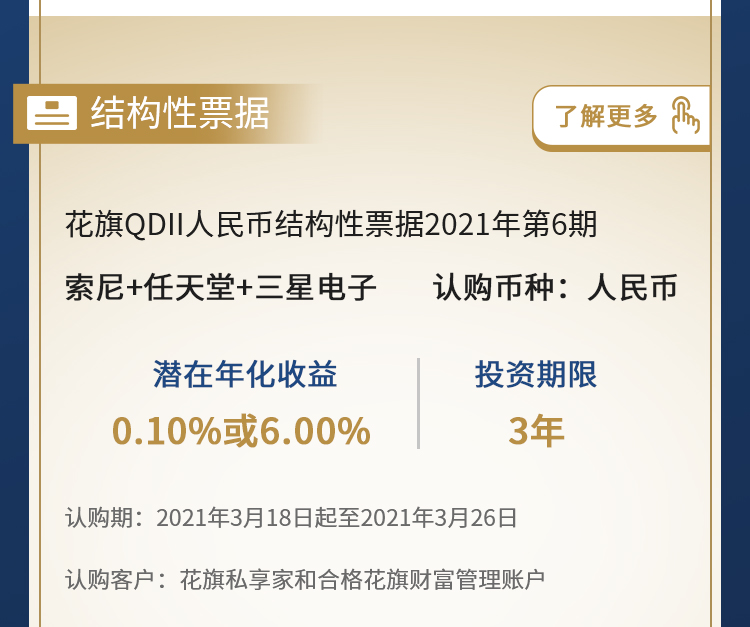 结构性票据
了解更多
花旗QDII人民币结构性票据2021年第6期
索尼+任天堂+三星电子 认购币种：人民币
潜在年化收益 投资期限
0.10%或6.00% 3年
认购期：2021年3月18日起至2021年3月26日
认购客户：花旗私享家和合格花旗财富管理账户